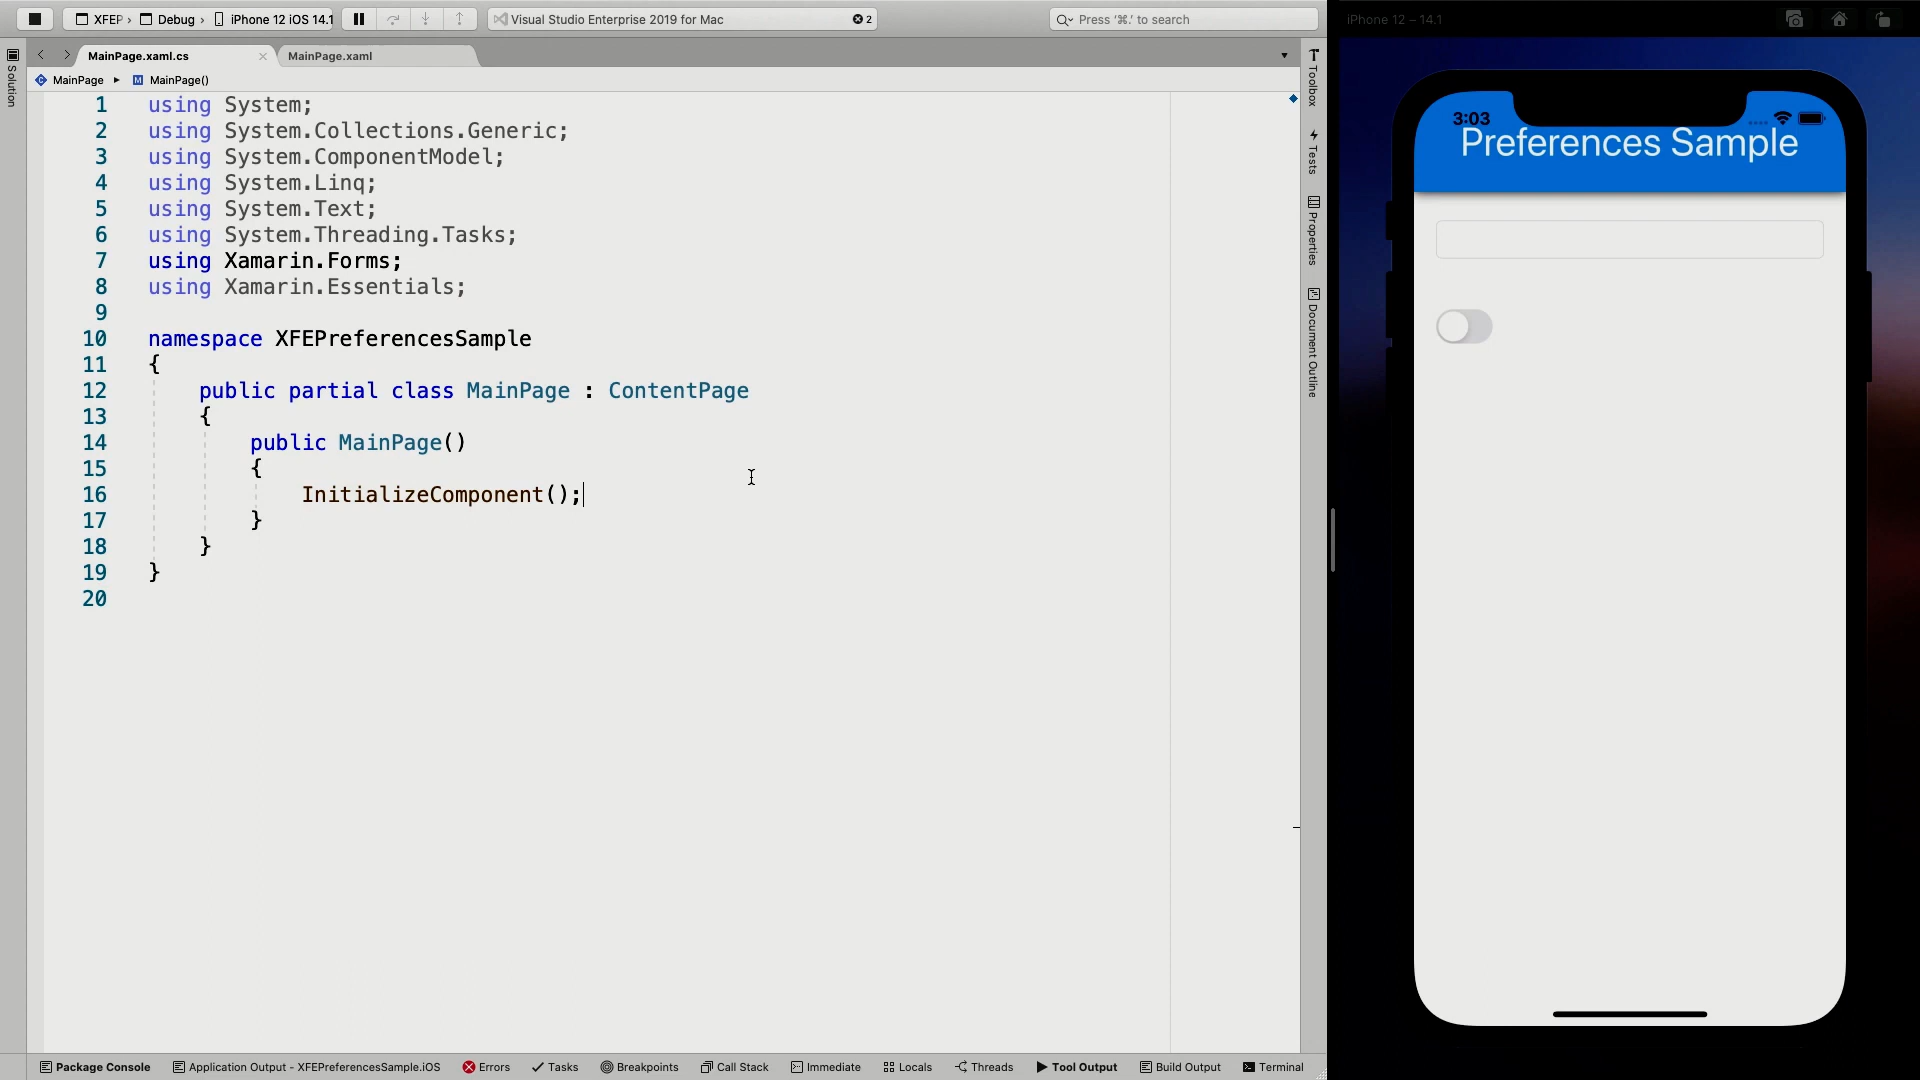 XFEP › Debug › iPhone 12 iOS 14.1
Visual Studio Enterprise 2019 for Mac
2
Press '⌘.' to search
iPhone 12 – 14.1
Solution
MainPage.xaml.cs
MainPage.xaml
MainPage ▸ M MainPage()
1 using System;
2 using System.Collections.Generic;
3 using System.ComponentModel;
4 using System.Linq;
5 using System.Text;
6 using System.Threading.Tasks;
7 using Xamarin.Forms;
8 using Xamarin.Essentials;
9
10 namespace XFEPreferencesSample
11 {
12 public partial class MainPage : ContentPage
13 {
14 public MainPage()
15 {
16 InitializeComponent();
17 }
18 }
19 }
20
Toolbox
Tests
Properties
Document Outline
3:03
Preferences Sample
Package Console
Application Output - XFEPreferencesSample.iOS
Errors
Tasks
Breakpoints
Call Stack
Immediate
Locals
Threads
Tool Output
Build Output
Terminal